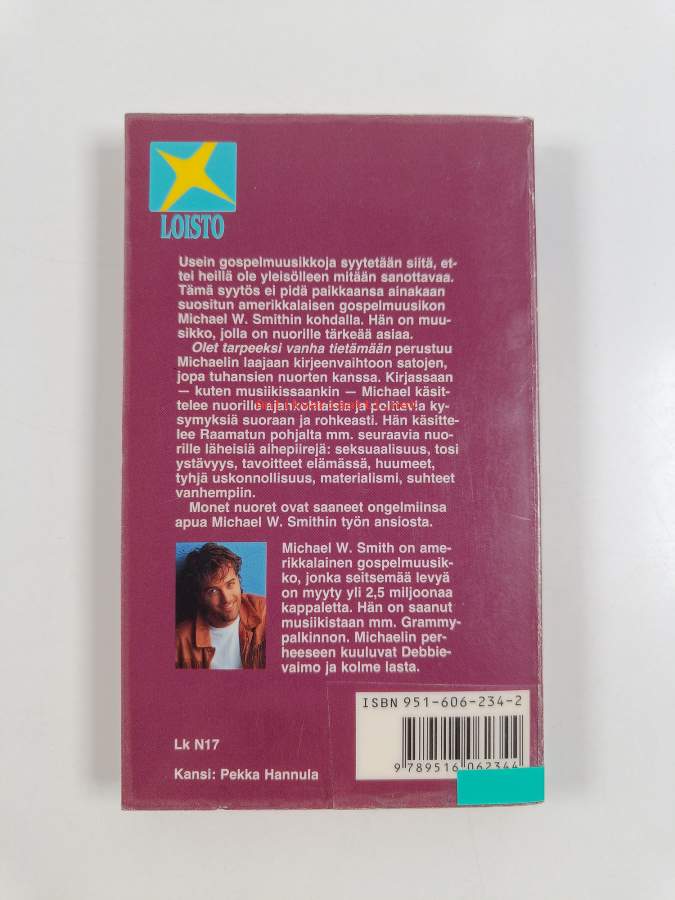 LOISTO
Usein gospelmuusikkoja syytetään siitä, et-
tei heillä ole yleisölleen mitään sanottavaa.
Tämä syytös ei pidä paikkaansa ainakaan
suositun amerikkalaisen gospelmuusikon
Michael W. Smithin kohdalla. Hän on muu-
sikko, jolla on nuorille tärkeää asiaa.
Olet tarpeeksi vanha tietämään perustuu
Michaelin laajaan kirjeenvaihtoon satojen,
jopa tuhansien nuorten kanssa. Kirjassaan
— kuten musiikissaankin — Michael käsit-
telee nuorille ajankohtaisia ja polttavia ky-
symyksiä suoraan ja rohkeasti. Hän käsitte-
lee Raamatun pohjalta mm. seuraavia nuo-
rille läheisiä aihepiirejä: seksuaalisuus, tosi
ystävyys, tavoitteet elämässä, huumeet,
tyhjä uskonnollisuus, materialismi, suhteet
vanhempiin.
Monet nuoret ovat saaneet ongelmiinsa
apua Michael W. Smithin työn ansiosta.
Michael W. Smith on ame-
rikkalainen gospelmuusik-
ko, jonka seitsemää levyä
on myyty yli 2,5 miljoonaa
kappaletta. Hän on saanut
musiikistaan mm. Grammy-
palkinnon. Michaelin per-
heeseen kuuluvat Debbie-
vaimo ja kolme lasta.
ISBN 951-606-234-2
9 789516 062344
Lk N17
Kansi: Pekka Hannula